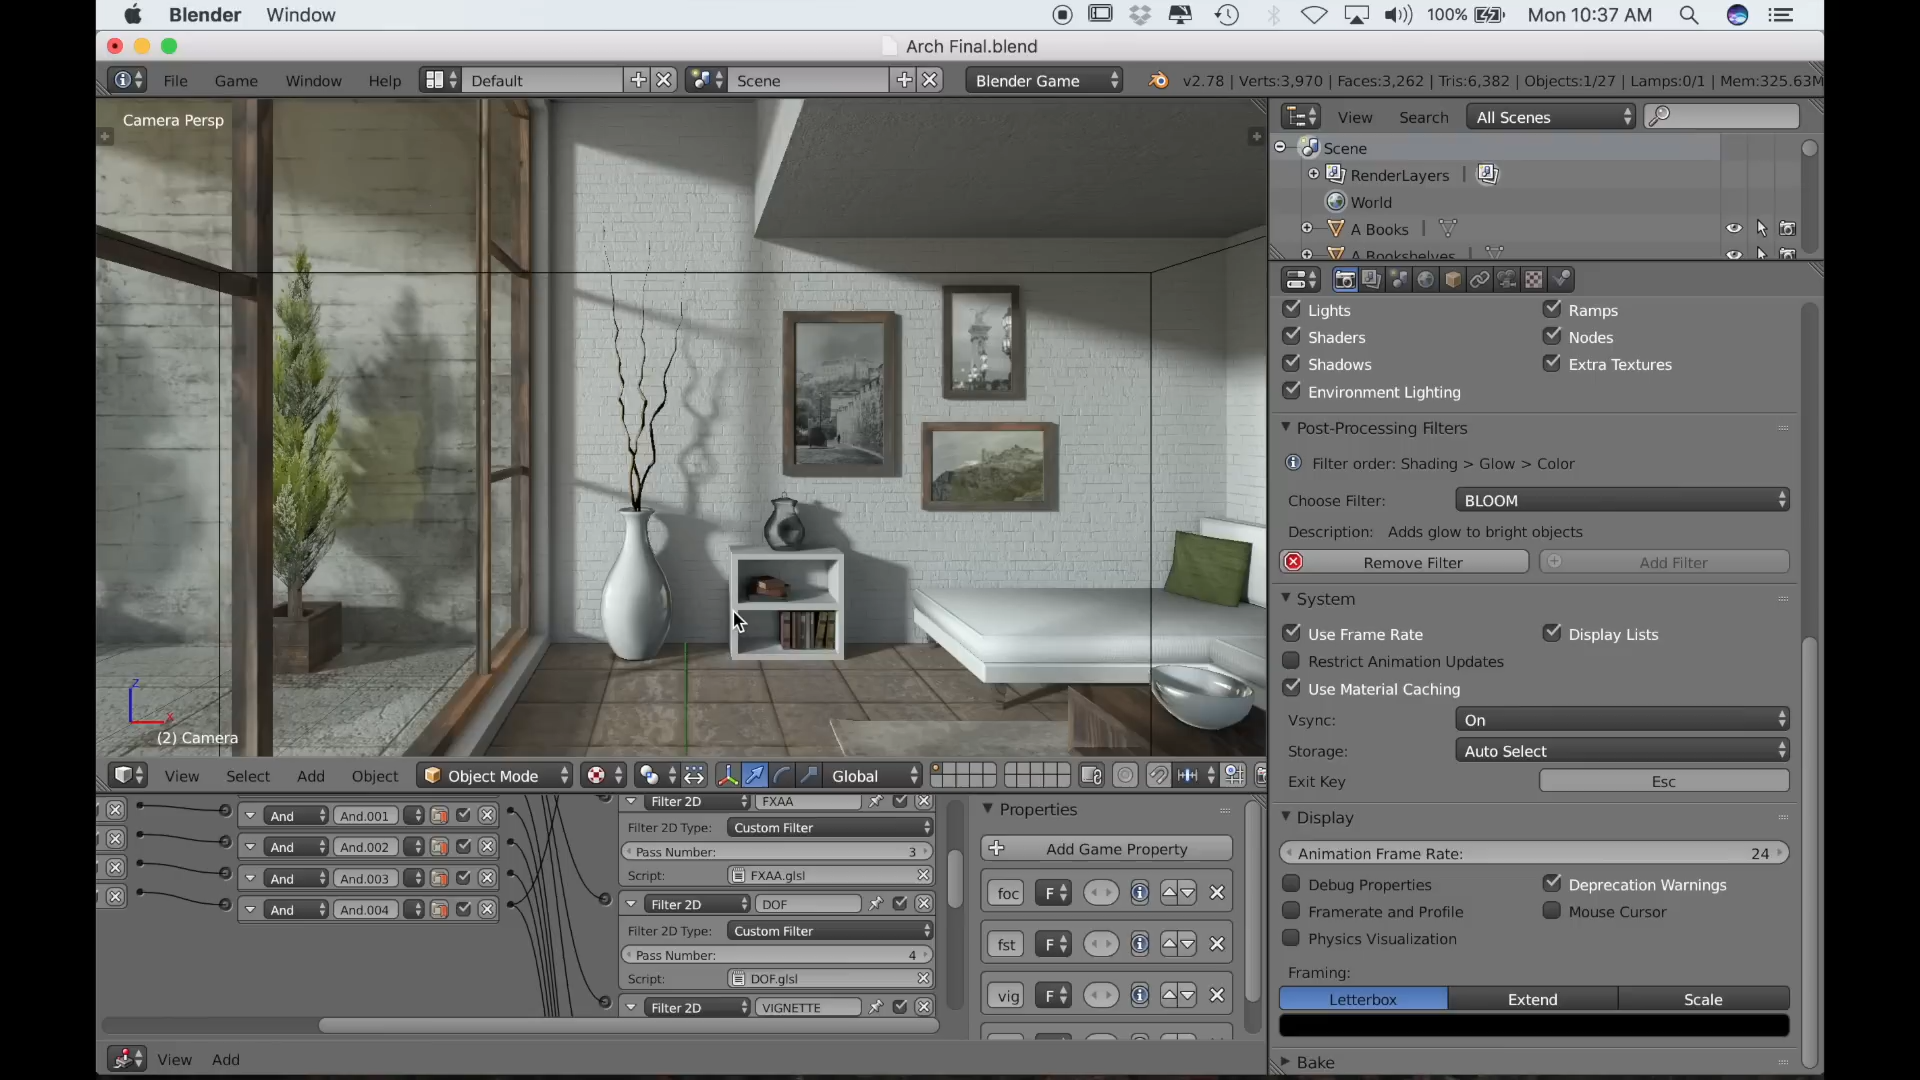 Blender Window 100% Mon 10:37 AM
Arch Final.blend
File Game Window Help Default Scene Blender Game v2.78 | Verts:3,970 | Faces:3,262 | Tris:6,382 | Objects:1/27 | Lamps:0/1 | Mem:325.63M
Camera Persp
(2) Camera
View Search All Scenes
Scene
RenderLayers
World
A Books
A Bookshelves
Lights Ramps
Shaders Nodes
Shadows Extra Textures
Environment Lighting
Post-Processing Filters
Filter order: Shading > Glow > Color
Choose Filter: BLOOM
Description: Adds glow to bright objects
Remove Filter Add Filter
System
Use Frame Rate Display Lists
Restrict Animation Updates
Use Material Caching
Vsync: On
Storage: Auto Select
Exit Key Esc
Display
Animation Frame Rate: 24
Debug Properties Deprecation Warnings
Framerate and Profile Mouse Cursor
Physics Visualization
Framing:
Letterbox Extend Scale
Bake
View Select Add Object Object Mode Global
And And.001
And And.002
And And.003
And And.004
Filter 2D FXAA
Filter 2D Type: Custom Filter
Pass Number: 3
Script: FXAA.glsl
Filter 2D DOF
Filter 2D Type: Custom Filter
Pass Number: 4
Script: DOF.glsl
Filter 2D VIGNETTE
Properties
Add Game Property
foc F
fst F
vig F
View Add
z
x